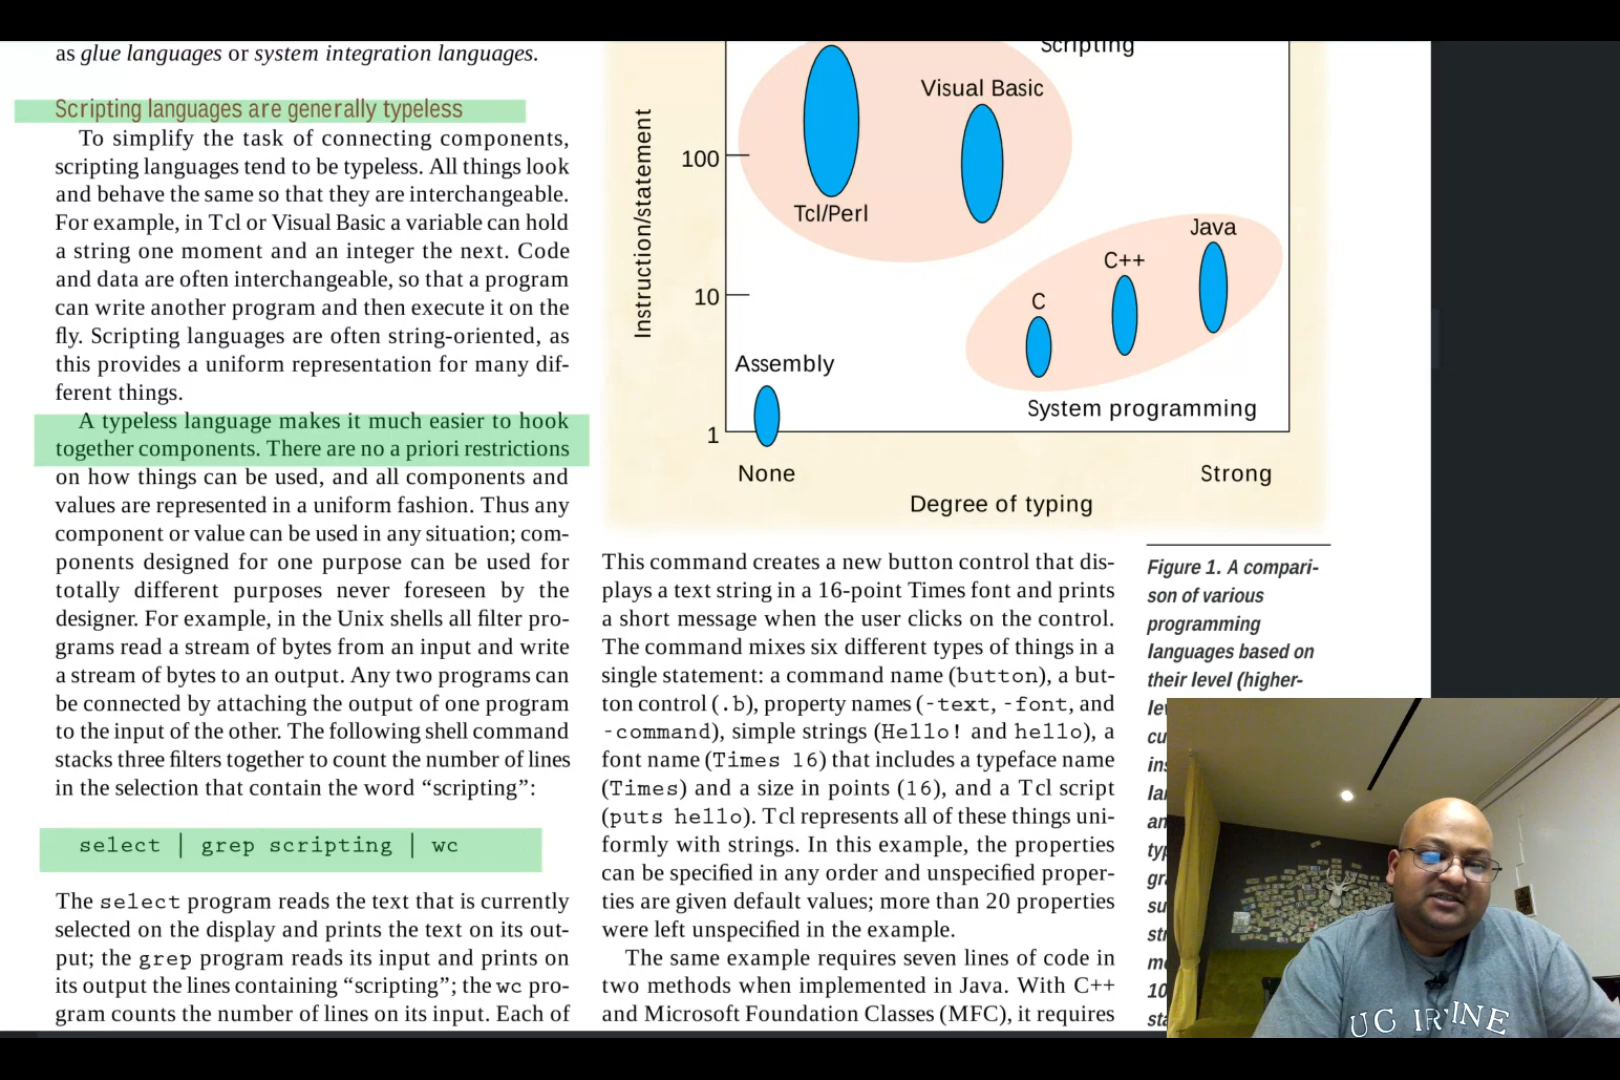 as glue languages or system integration languages.
Scripting languages are generally typeless
To simplify the task of connecting components,
scripting languages tend to be typeless. All things look
and behave the same so that they are interchangeable.
For example, in Tcl or Visual Basic a variable can hold
a string one moment and an integer the next. Code
and data are often interchangeable, so that a program
can write another program and then execute it on the
fly. Scripting languages are often string-oriented, as
this provides a uniform representation for many dif-
ferent things.
A typeless language makes it much easier to hook
together components. There are no a priori restrictions
on how things can be used, and all components and
values are represented in a uniform fashion. Thus any
component or value can be used in any situation; com-
ponents designed for one purpose can be used for
totally different purposes never foreseen by the
designer. For example, in the Unix shells all filter pro-
grams read a stream of bytes from an input and write
a stream of bytes to an output. Any two programs can
be connected by attaching the output of one program
to the input of the other. The following shell command
stacks three filters together to count the number of lines
in the selection that contain the word “scripting”:
select | grep scripting | wc
The select program reads the text that is currently
selected on the display and prints the text on its out-
put; the grep program reads its input and prints on
its output the lines containing “scripting”; the wc pro-
gram counts the number of lines on its input. Each of
Scripting
Visual Basic
Instruction/statement
100
Tcl/Perl
Java
C++
10
C
Assembly
System programming
1
None
Strong
Degree of typing
This command creates a new button control that dis-
plays a text string in a 16-point Times font and prints
a short message when the user clicks on the control.
The command mixes six different types of things in a
single statement: a command name (button), a but-
ton control (.b), property names (-text, -font, and
-command), simple strings (Hello! and hello), a
font name (Times 16) that includes a typeface name
(Times) and a size in points (16), and a Tcl script
(puts hello). Tcl represents all of these things uni-
formly with strings. In this example, the properties
can be specified in any order and unspecified proper-
ties are given default values; more than 20 properties
were left unspecified in the example.
The same example requires seven lines of code in
two methods when implemented in Java. With C++
and Microsoft Foundation Classes (MFC), it requires
Figure 1. A compari-
son of various
programming
languages based on
their level (higher-
UC IRVINE